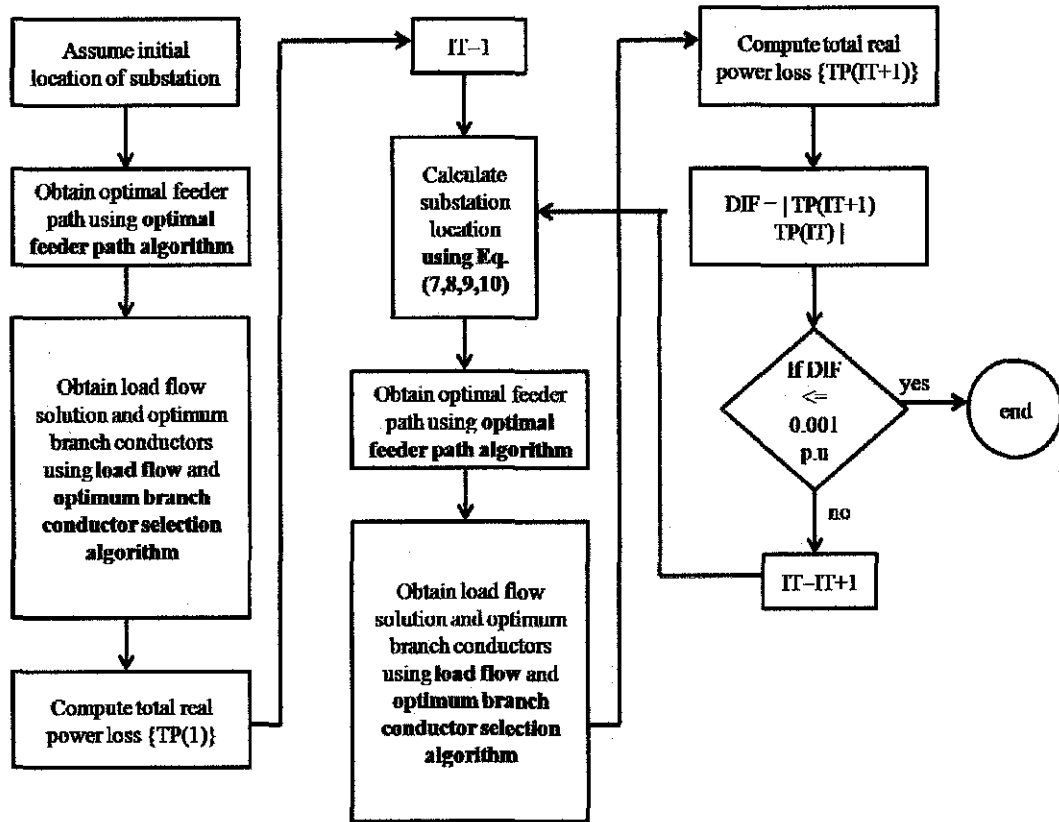 Assume initial
location of substation
Obtain optimal feeder
path using optimal
feeder path algorithm
Obtain load flow
solution and optimum
branch conductors
using load flow and
optimum branch
conductor selection
algorithm
Compute total real
power loss {TP(1)}
IT–1
Calculate
substation
location
using Eq.
(7,8,9,10)
Obtain optimal feeder
path using optimal
feeder path algorithm
Obtain load flow
solution and optimum
branch conductors
using load flow and
optimum branch
conductor selection
algorithm
Compute total real
power loss {TP(IT+1)}
DIF – | TP(IT+1)
TP(IT) |
If DIF
<=
0.001
p.u
yes
end
no
IT–IT+1